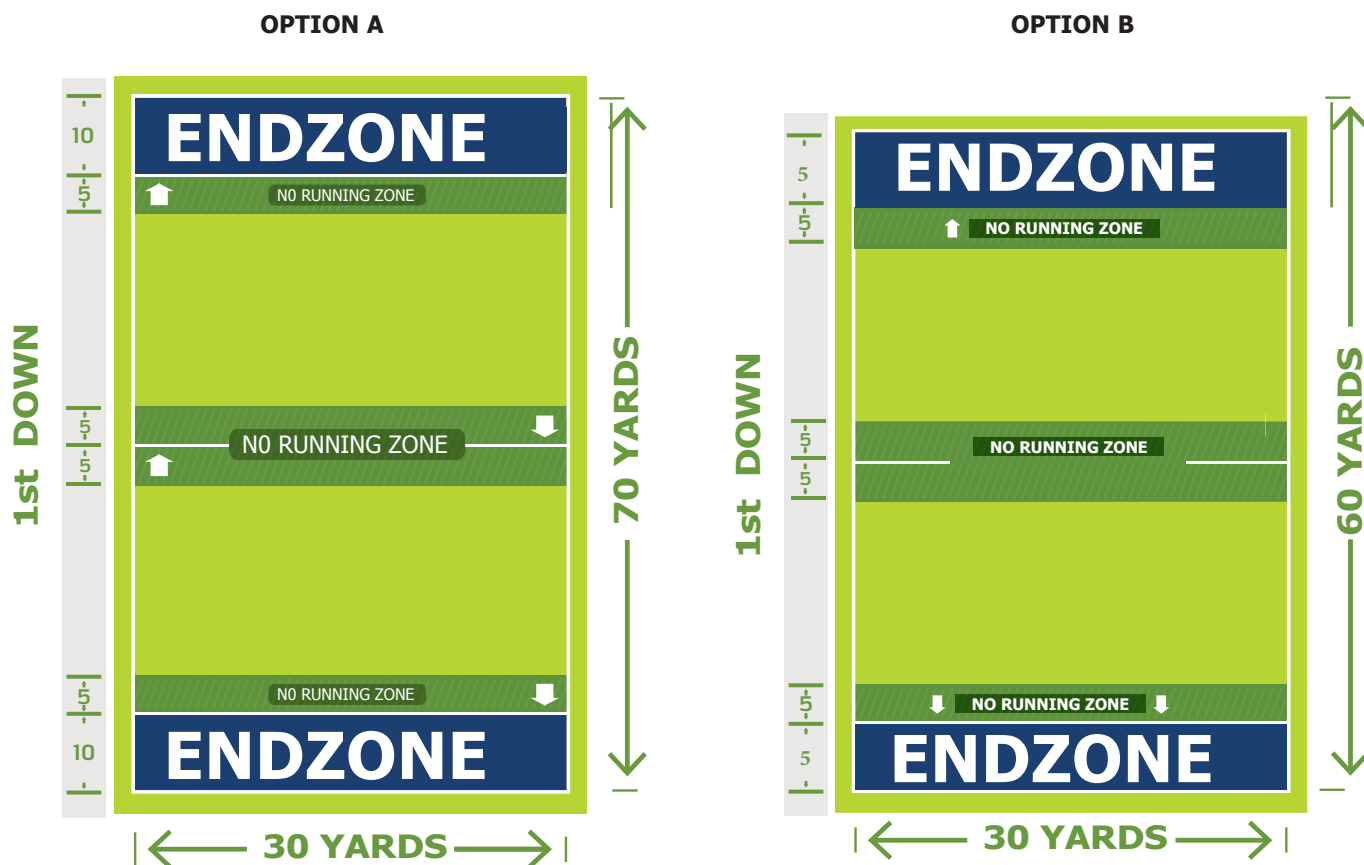 OPTION A
ENDZONE
N0 RUNNING ZONE
N0 RUNNING ZONE
N0 RUNNING ZONE
ENDZONE
10
5
5
5
5
10
1st DOWN
70 YARDS
30 YARDS
OPTION B
ENDZONE
NO RUNNING ZONE
NO RUNNING ZONE
NO RUNNING ZONE
ENDZONE
5
5
5
5
5
5
1st DOWN
60 YARDS
30 YARDS